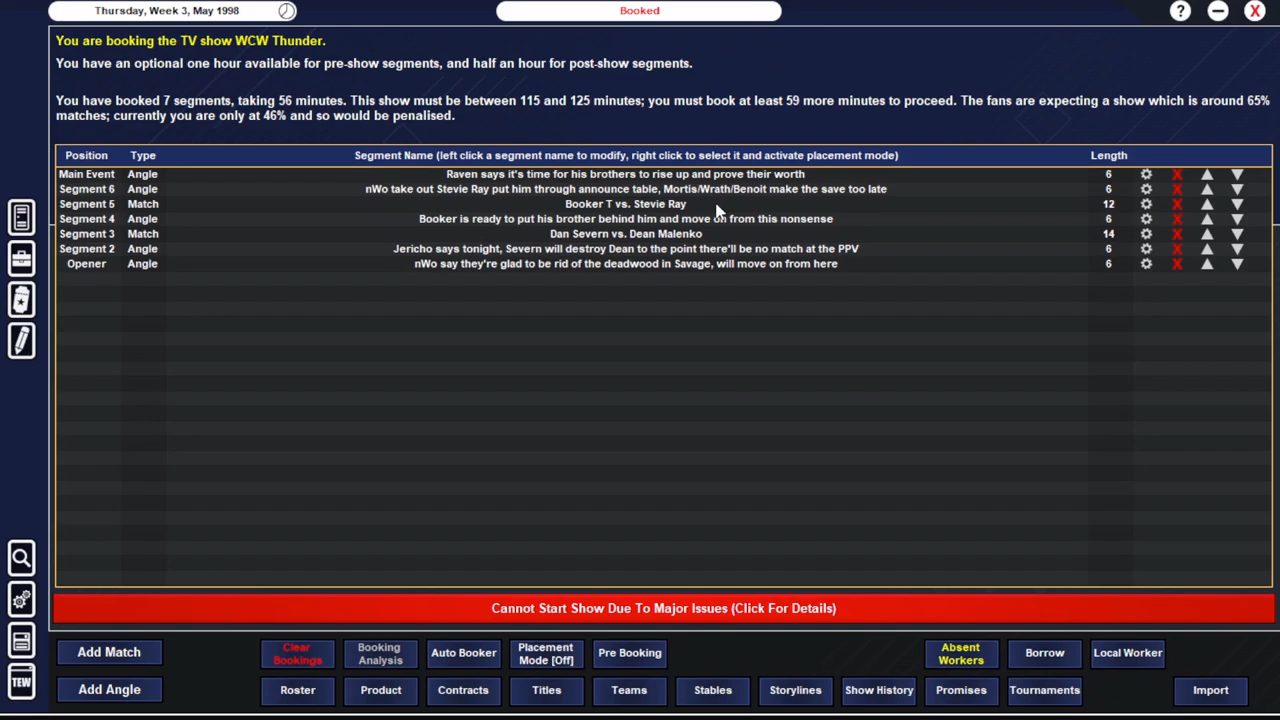 Thursday, Week 3, May 1998
Booked
?
X
You are booking the TV show WCW Thunder.
You have an optional one hour available for pre-show segments, and half an hour for post-show segments.
You have booked 7 segments, taking 56 minutes. This show must be between 115 and 125 minutes; you must book at least 59 more minutes to proceed. The fans are expecting a show which is around 65%
matches; currently you are only at 46% and so would be penalised.
Position Type Segment Name (left click a segment name to modify, right click to select it and activate placement mode) Length
Main Event Angle Raven says it's time for his brothers to rise up and prove their worth 6 X
Segment 6 Angle nWo take out Stevie Ray put him through announce table, Mortis/Wrath/Benoit make the save too late 6 X
Segment 5 Match Booker T vs. Stevie Ray 12 X
Segment 4 Angle Booker is ready to put his brother behind him and move on from this nonsense 6 X
Segment 3 Match Dan Severn vs. Dean Malenko 14 X
Segment 2 Angle Jericho says tonight, Severn will destroy Dean to the point there'll be no match at the PPV 6 X
Opener Angle nWo say they're glad to be rid of the deadwood in Savage, will move on from here 6 X
Cannot Start Show Due To Major Issues (Click For Details)
Add Match
Clear Bookings
Booking Analysis
Auto Booker
Placement Mode [Off]
Pre Booking
Absent Workers
Borrow
Local Worker
TEW
Add Angle
Roster
Product
Contracts
Titles
Teams
Stables
Storylines
Show History
Promises
Tournaments
Import